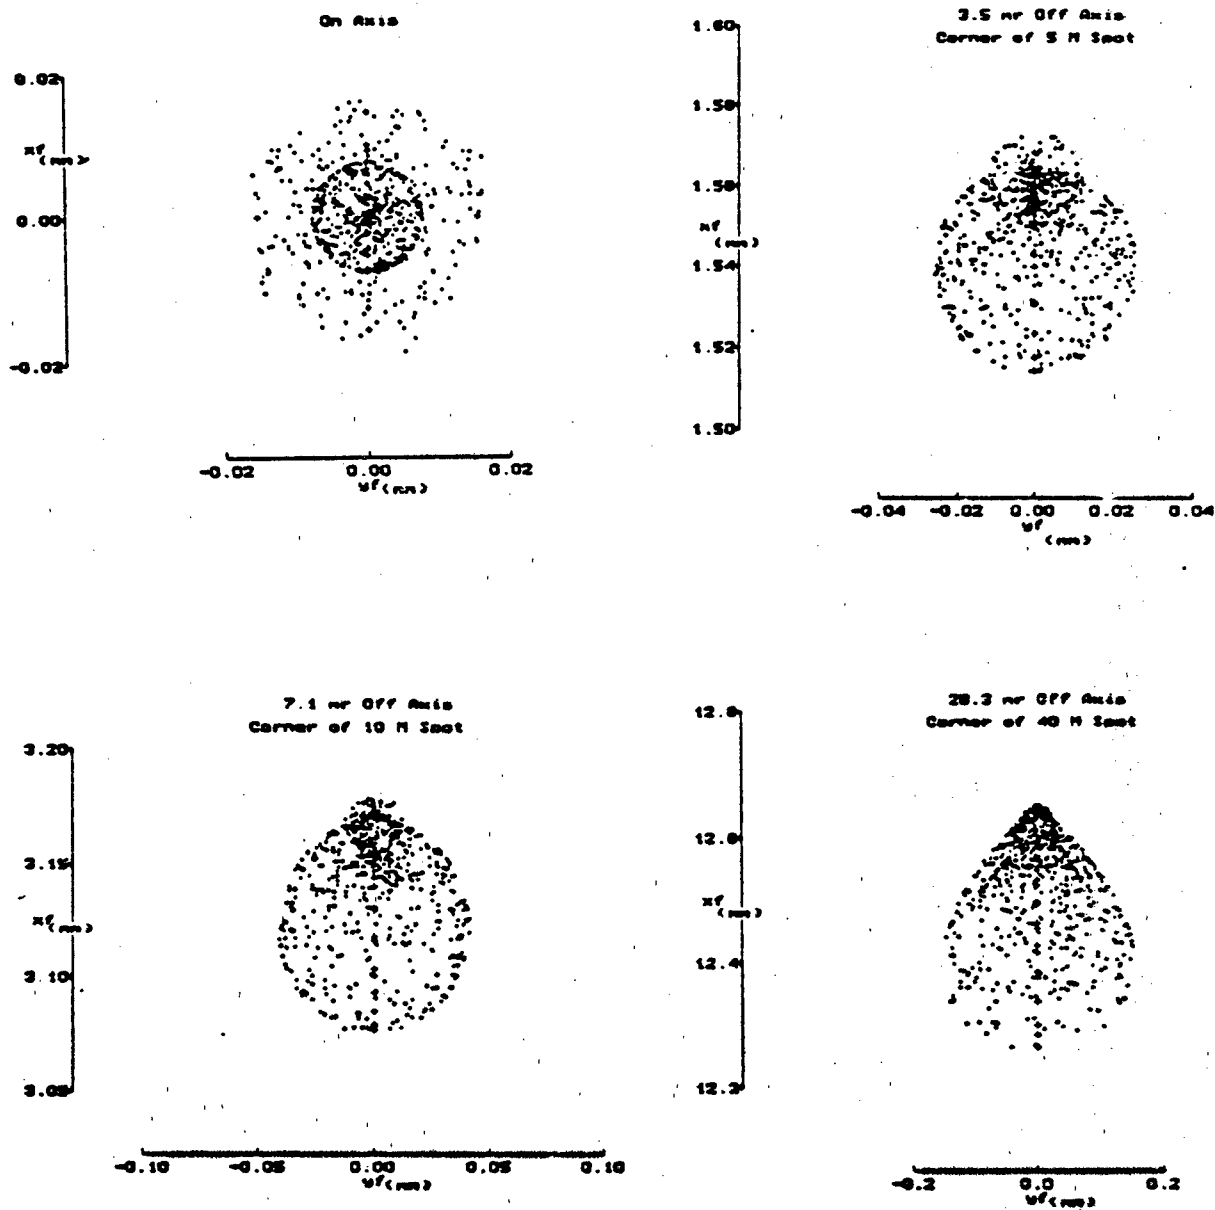 On Axis
0.02
xf (mm)
0.00
-0.02
-0.02 0.00 0.02
yf (mm)
3.5 mr Off Axis
Corner of 5 M Spot
1.60
1.58
1.56
xf (mm)
1.54
1.52
1.50
-0.04 -0.02 0.00 0.02 0.04
yf (mm)
7.1 mr Off Axis
Corner of 10 M Spot
3.20
3.15
xf (mm)
3.10
3.05
-0.10 -0.05 0.00 0.05 0.10
yf (mm)
28.3 mr Off Axis
Corner of 40 M Spot
12.8
12.6
xf (mm)
12.4
12.2
-0.2 0.0 0.2
yf (mm)